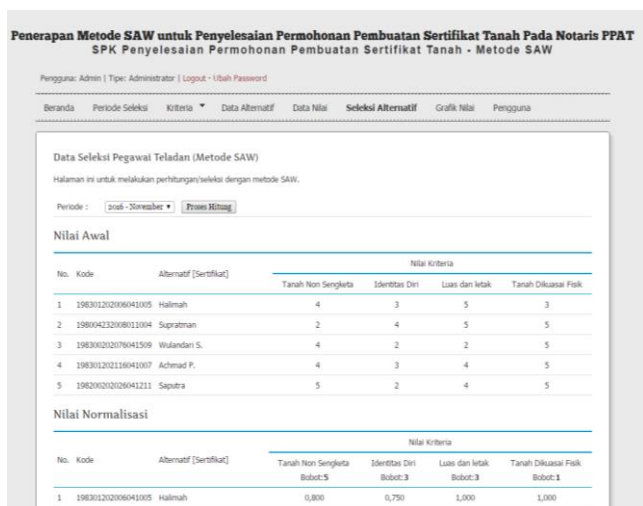 Penerapan Metode SAW untuk Penyelesaian Permohonan Pembuatan Sertifikat Tanah Pada Notaris PPAT
SPK Penyelesaian Permohonan Pembuatan Sertifikat Tanah - Metode SAW
Pengguna: Admin | Tipe: Administrator | Logout - Ubah Password
Beranda Periode Seleksi Kriteria Data Alternatif Data Nilai Seleksi Alternatif Grafik Nilai Pengguna
Data Seleksi Pegawai Teladan (Metode SAW)
Halaman ini untuk melakukan perhitungan/seleksi dengan metode SAW.
Periode : 2016 - November Proses Hitung
Nilai Awal
Nilai Kriteria
No. Kode Alternatif [Sertifikat]
Tanah Non Sengketa Identitas Diri Luas dan letak Tanah Dikuasai Fisik
1 198301202006041005 Halimah 4 3 5 3
2 198004232008011004 Supratman 2 4 5 5
3 198300202076041509 Wulandari S. 4 2 2 5
4 198301202116041007 Achmad P. 4 3 4 5
5 198200202026041211 Saputra 5 2 4 5
Nilai Normalisasi
Nilai Kriteria
No. Kode Alternatif [Sertifikat]
Tanah Non Sengketa Identitas Diri Luas dan letak Tanah Dikuasai Fisik
Bobot:5 Bobot:3 Bobot:3 Bobot:1
1 198301202006041005 Halimah 0,800 0,750 1,000 1,000